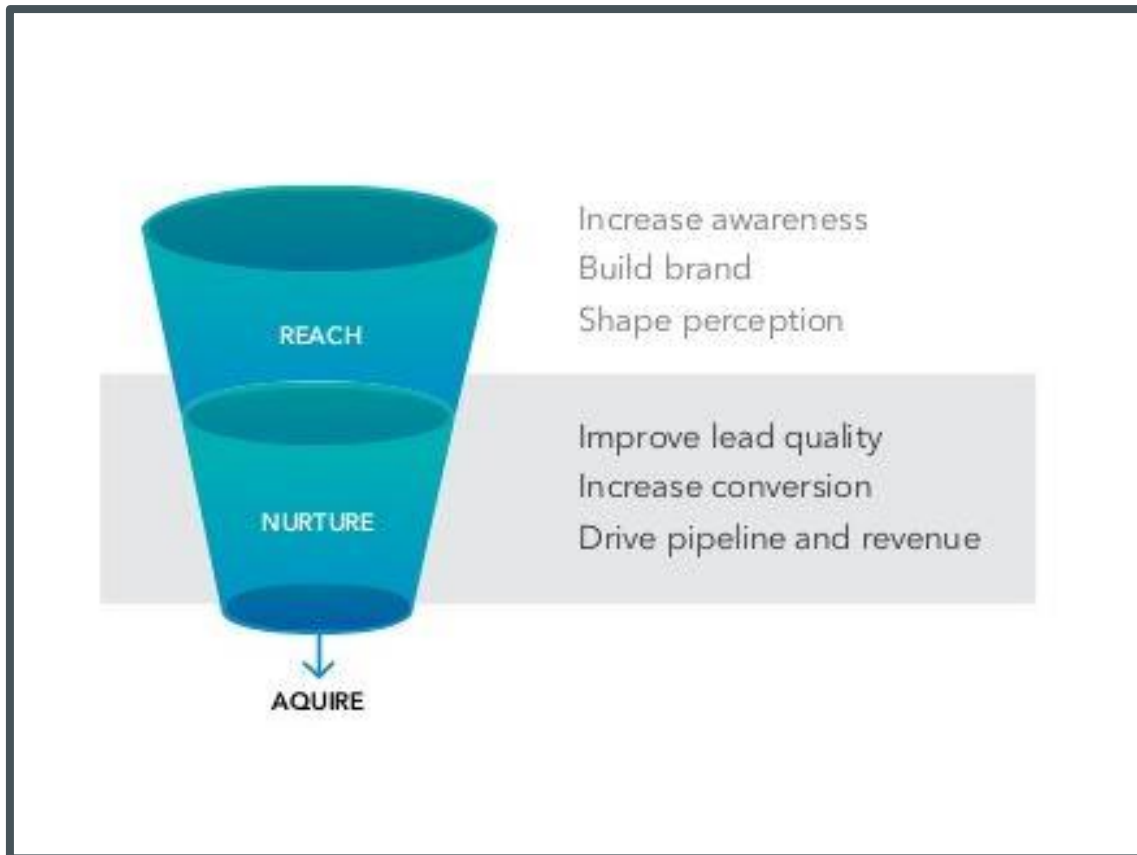 Increase awareness
Build brand
Shape perception
REACH
Improve lead quality
Increase conversion
Drive pipeline and revenue
NURTURE
AQUIRE